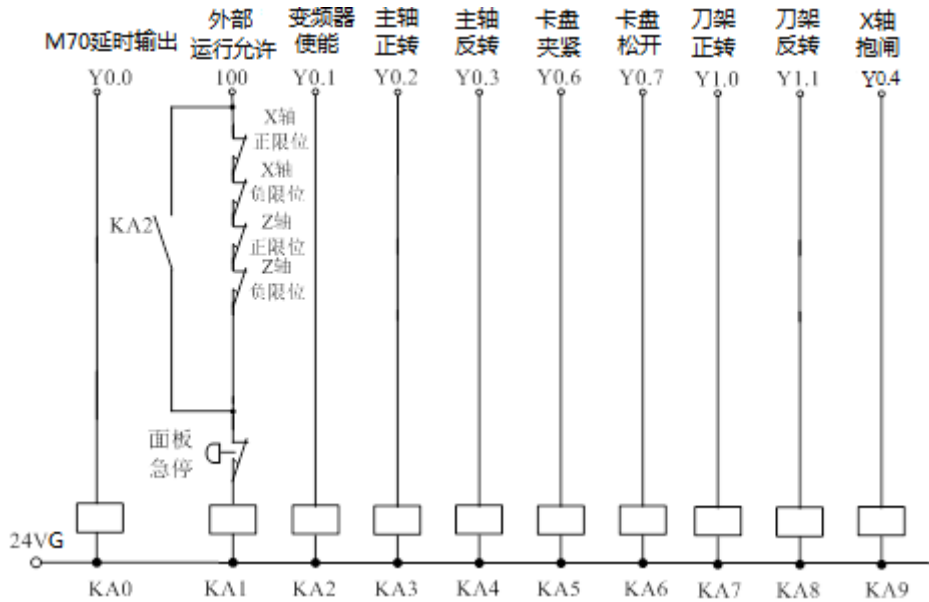 M70延时输出
外部
运行允许
变频器
使能
主轴
正转
主轴
反转
卡盘
夹紧
卡盘
松开
刀架
正转
刀架
反转
X轴
抱闸
Y0.0
100
Y0.1
Y0.2
Y0.3
Y0.6
Y0.7
Y1.0
Y1.1
Y0.4
X轴
正限位
X轴
负限位
KA2
Z轴
正限位
Z轴
负限位
面板
急停
24VG
KA0
KA1
KA2
KA3
KA4
KA5
KA6
KA7
KA8
KA9